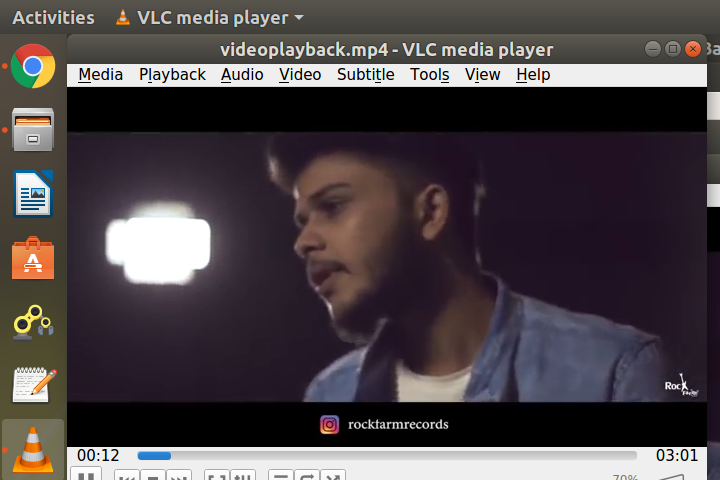 Activities VLC media player
videoplayback.mp4 - VLC media player
Media Playback Audio Video Subtitle Tools View Help
Rock
rockfarmrecords
00:12 03:01
70%